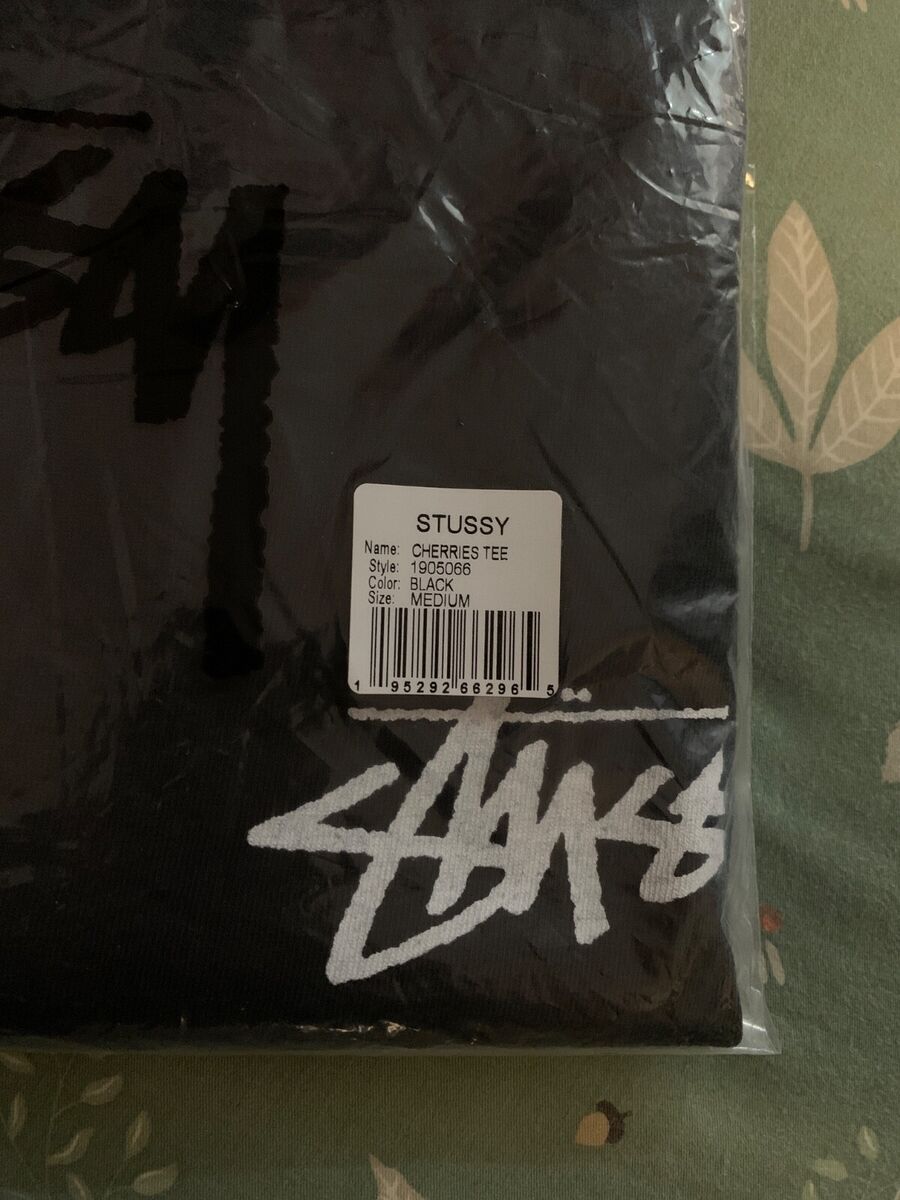 STUSSY
Name: CHERRIES TEE
Style: 1905066
Color: BLACK
Size: MEDIUM
1 95292 66296 5